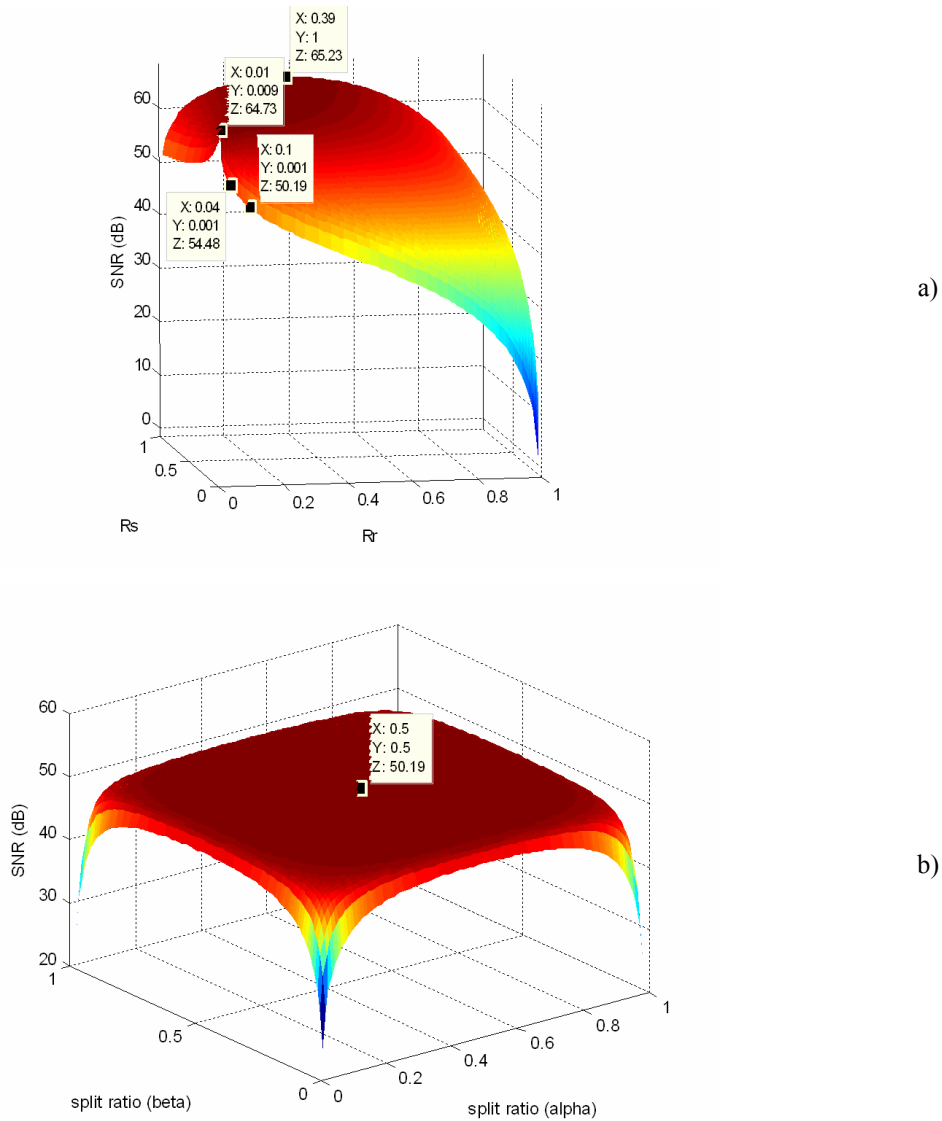 X: 0.39
Y: 1
Z: 65.23
X: 0.01
Y: 0.009
Z: 64.73
X: 0.1
Y: 0.001
Z: 50.19
X: 0.04
Y: 0.001
Z: 54.48
60
50
40
30
20
10
0
SNR (dB)
1
0.5
0
Rs
0
0.2
0.4
0.6
0.8
1
Rr
a)
X: 0.5
Y: 0.5
Z: 50.19
60
50
40
30
20
SNR (dB)
1
0.5
0
split ratio (beta)
0
0.2
0.4
0.6
0.8
1
split ratio (alpha)
b)